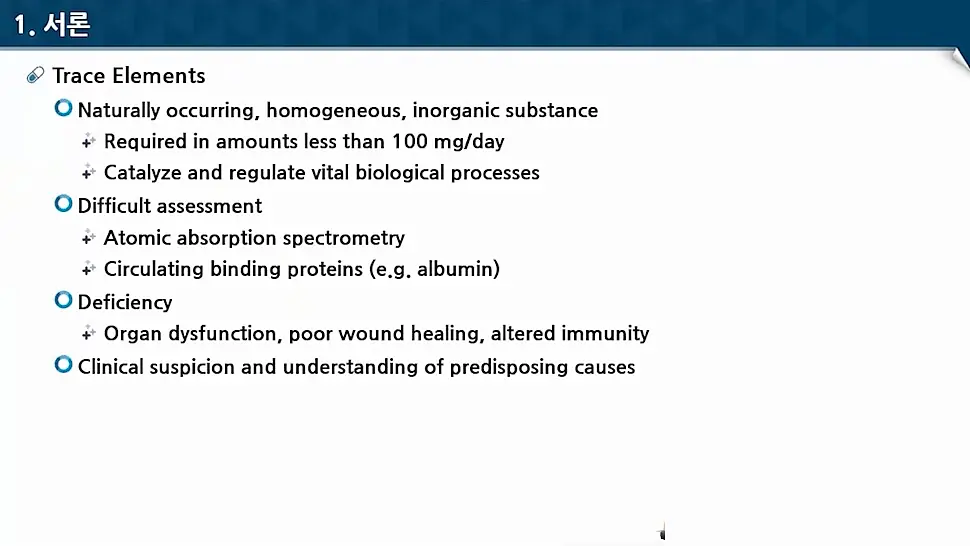 1. 서론
Trace Elements
Naturally occurring, homogeneous, inorganic substance
Required in amounts less than 100 mg/day
Catalyze and regulate vital biological processes
Difficult assessment
Atomic absorption spectrometry
Circulating binding proteins (e.g. albumin)
Deficiency
Organ dysfunction, poor wound healing, altered immunity
Clinical suspicion and understanding of predisposing causes